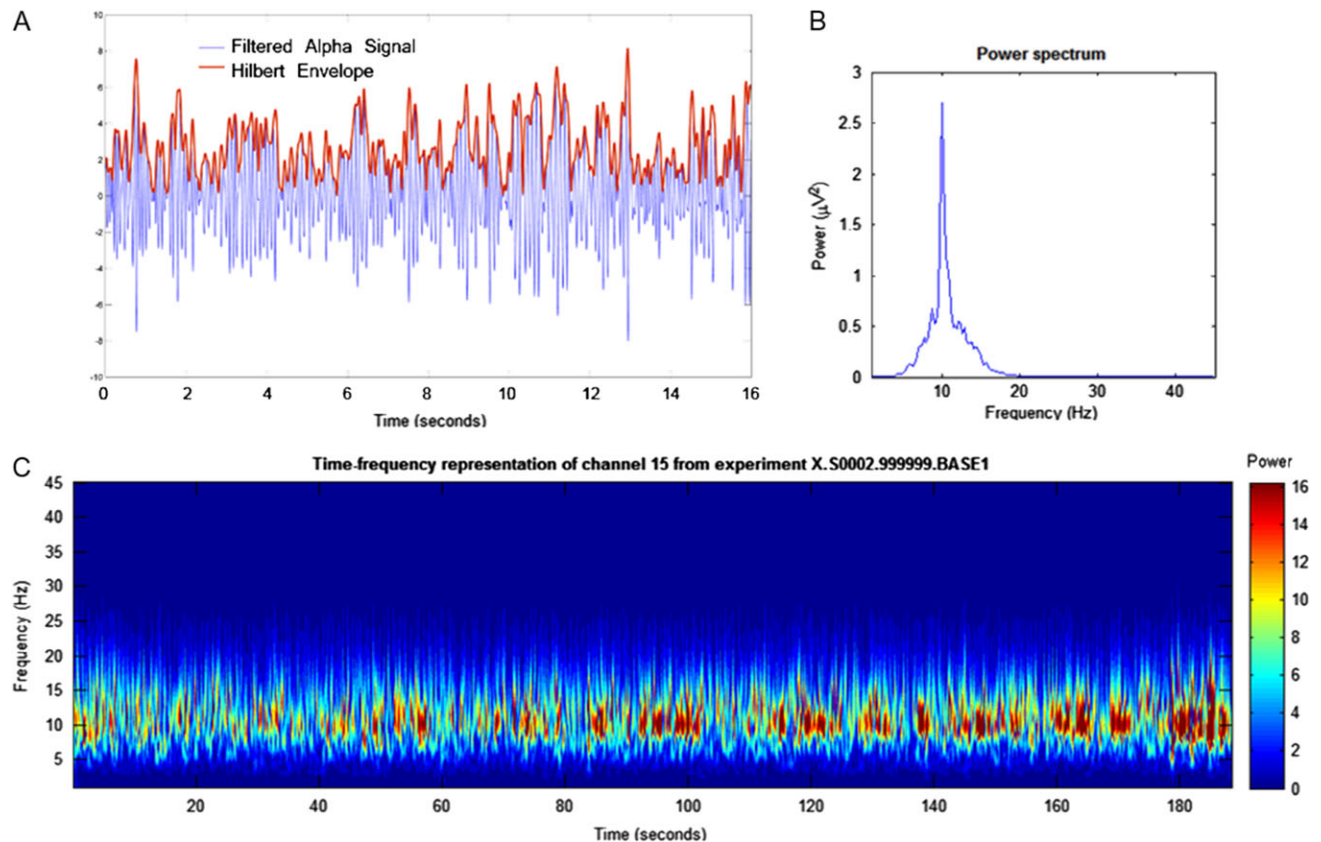 A
10
8
6
4
2
0
-2
-4
-6
-8
-10
Filtered Alpha Signal
Hilbert Envelope
0 2 4 6 8 10 12 14 16
Time (seconds)
B
Power spectrum
3
2.5
2
1.5
1
0.5
0
Power (μV²)
10 20 30 40
Frequency (Hz)
C
Time-frequency representation of channel 15 from experiment X.S0002.999999.BASE1
45
40
35
30
25
20
15
10
5
Frequency (Hz)
20 40 60 80 100 120 140 160 180
Time (seconds)
Power
16
14
12
10
8
6
4
2
0